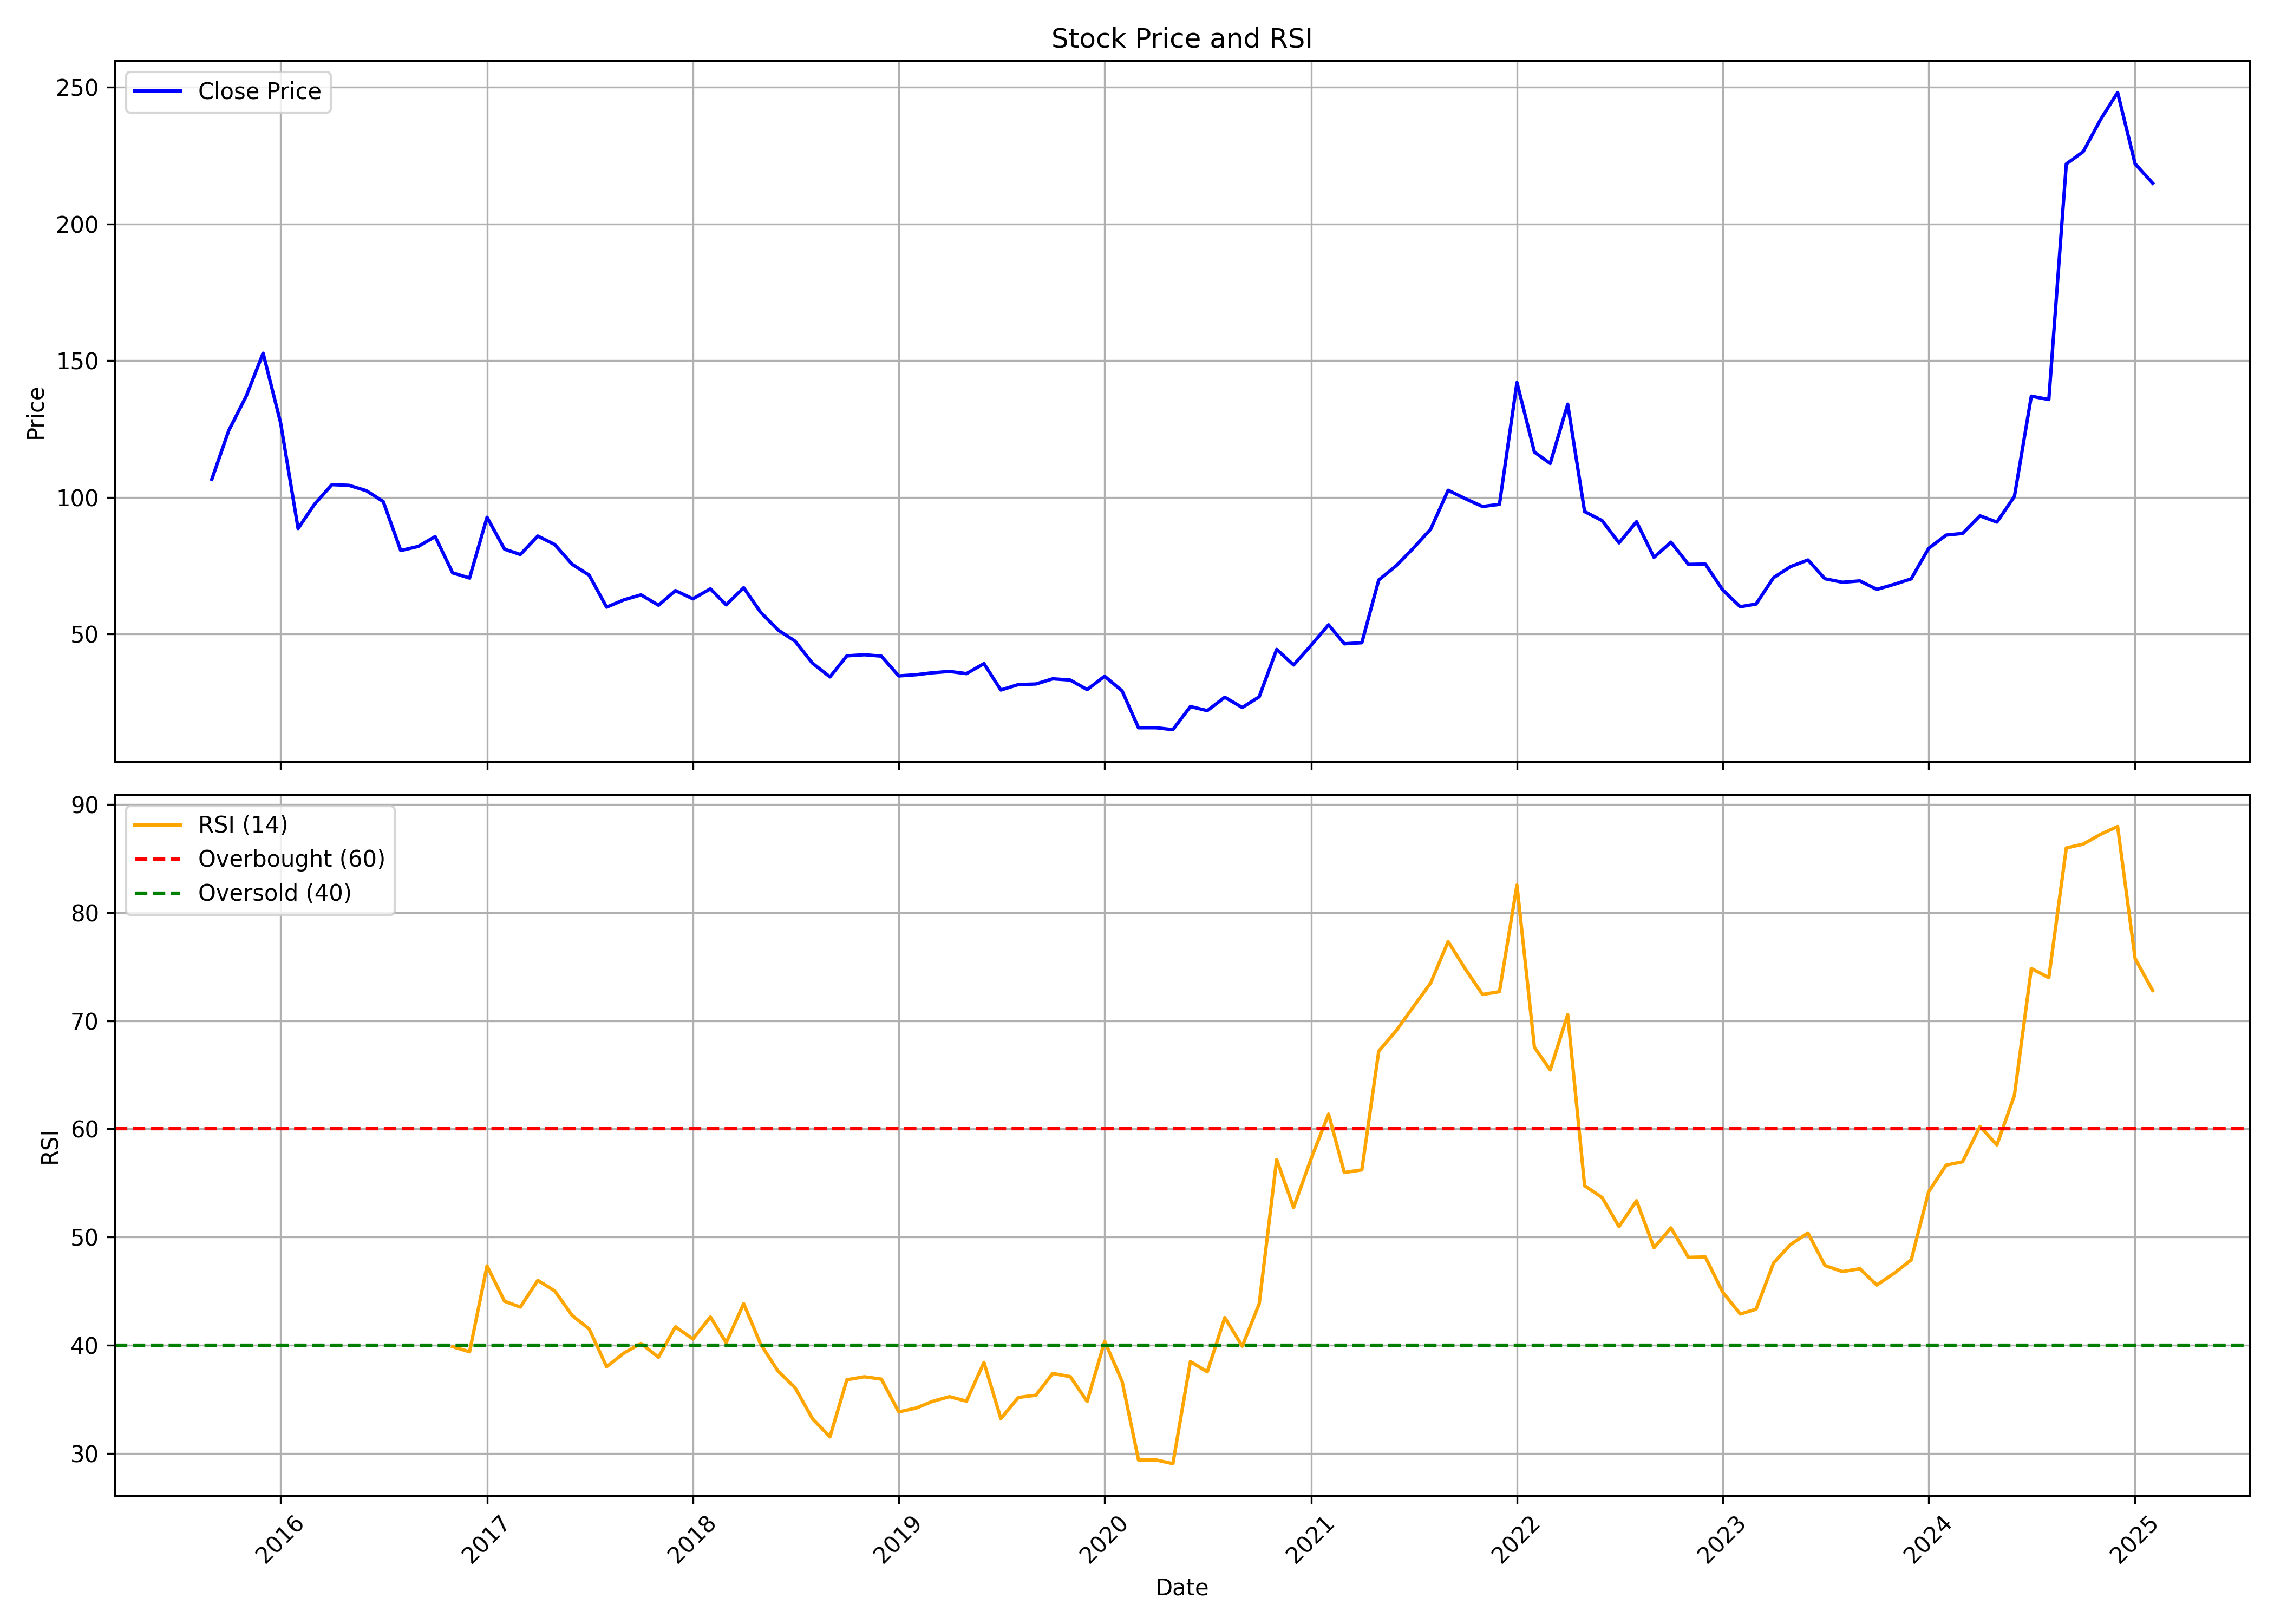 Stock Price and RSI
Close Price
250
200
150
100
50
Price
RSI (14)
Overbought (60)
Oversold (40)
90
80
70
60
50
40
30
RSI
2016
2017
2018
2019
2020
2021
2022
2023
2024
2025
Date